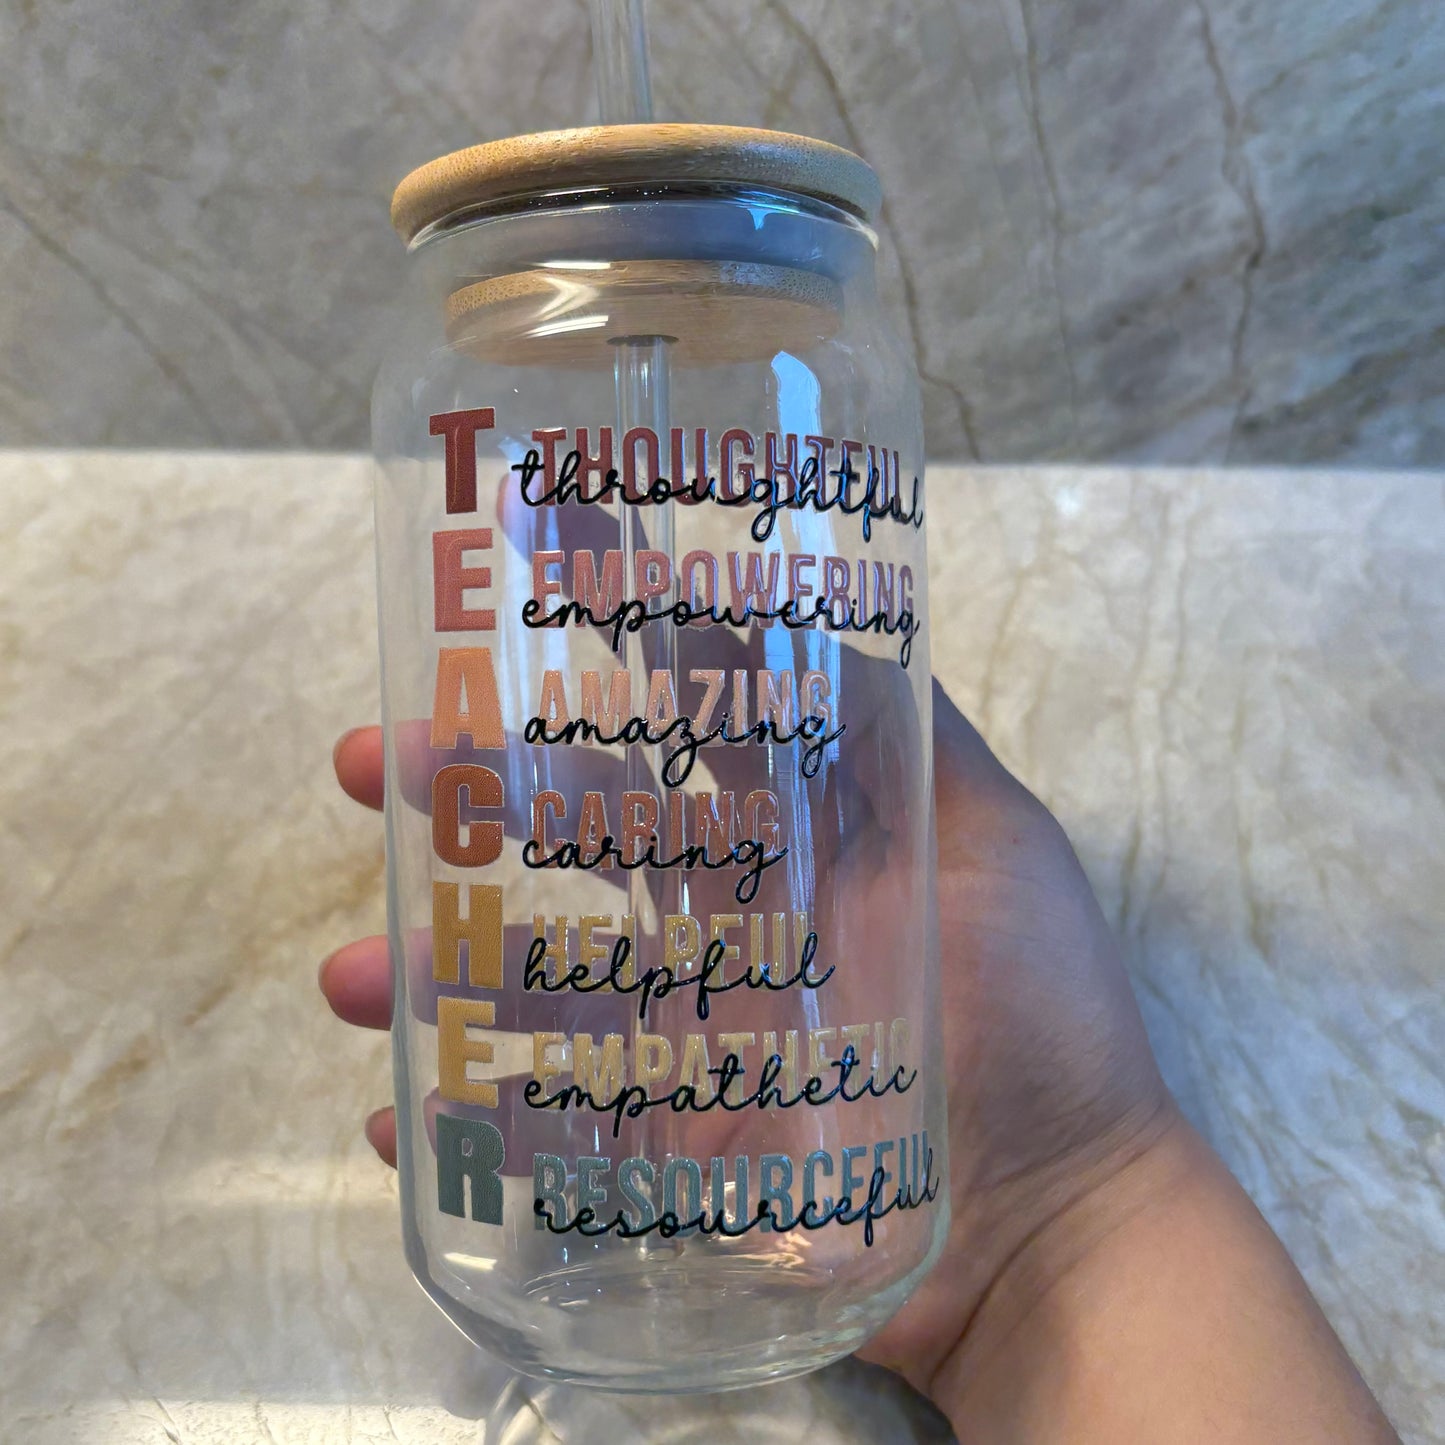 T THOUGHTFUL throughtful
E EMPOWERING empowering
A AMAZING amazing
C CARING caring
H HELPFUL helpful
E EMPATHETIC empathetic
R RESOURCEFUL resourceful